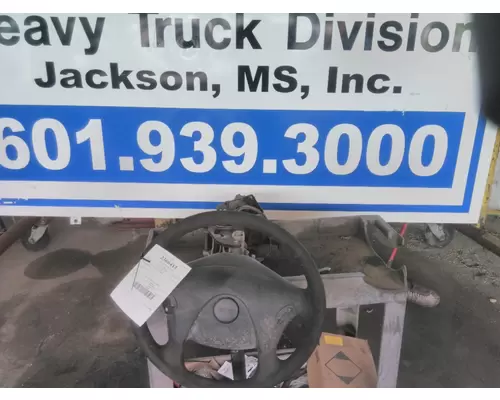 eavy Truck Division
Jackson, MS, Inc.
601.939.3000